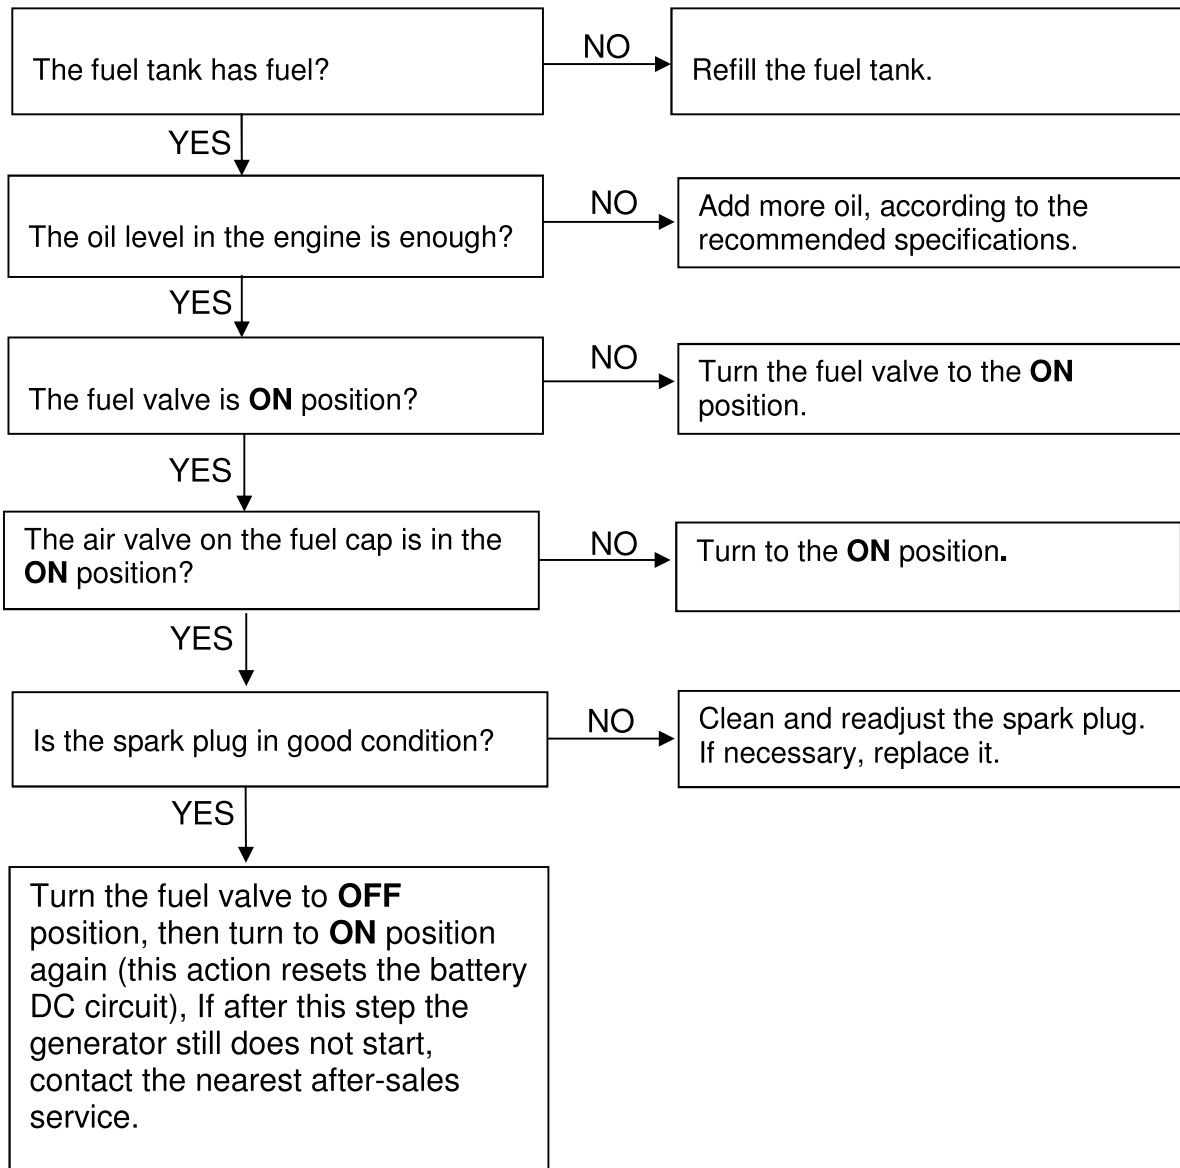 The fuel tank has fuel?
NO
Refill the fuel tank.
YES
The oil level in the engine is enough?
NO
Add more oil, according to the
recommended specifications.
YES
The fuel valve is ON position?
NO
Turn the fuel valve to the ON
position.
YES
The air valve on the fuel cap is in the
ON position?
NO
Turn to the ON position.
YES
Is the spark plug in good condition?
NO
Clean and readjust the spark plug.
If necessary, replace it.
YES
Turn the fuel valve to OFF
position, then turn to ON position
again (this action resets the battery
DC circuit), If after this step the
generator still does not start,
contact the nearest after-sales
service.